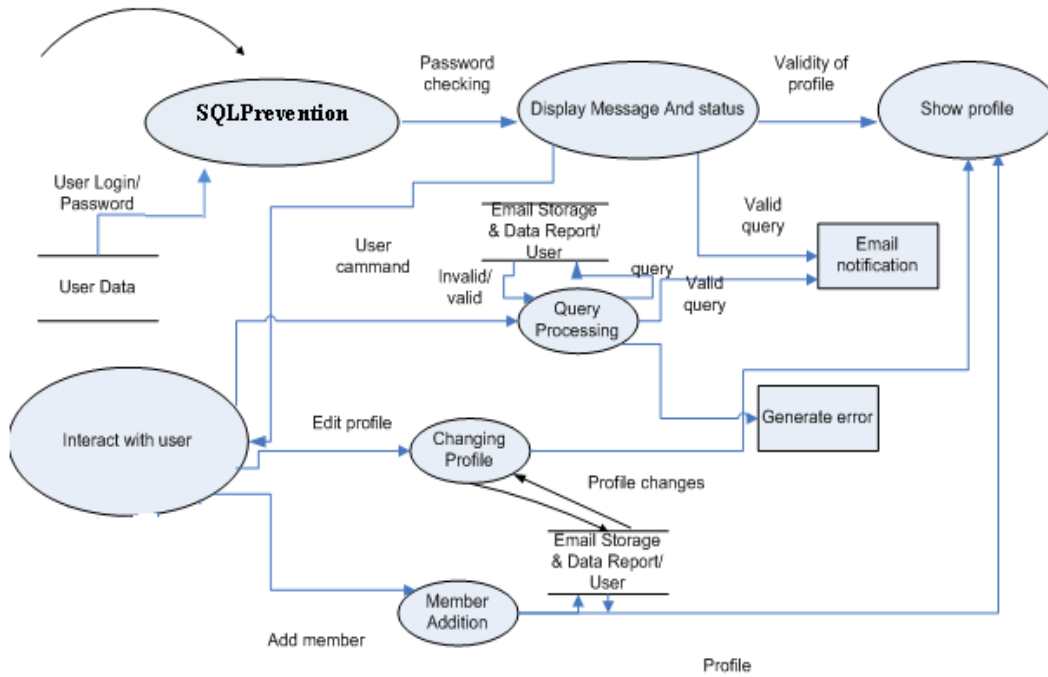 Password
checking
Validity of
profile
SQLPrevention
Display Message And status
Show profile
User Login/
Password
Email Storage
& Data Report/
User
Valid
query
User
cammand
Email
notification
User Data
Invalid/
valid
query
Valid
query
Query
Processing
Generate error
Edit profile
Interact with user
Changing
Profile
Profile changes
Email Storage
& Data Report/
User
Member
Addition
Add member
Profile